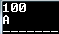 100
A
_ _ _ _ _ _